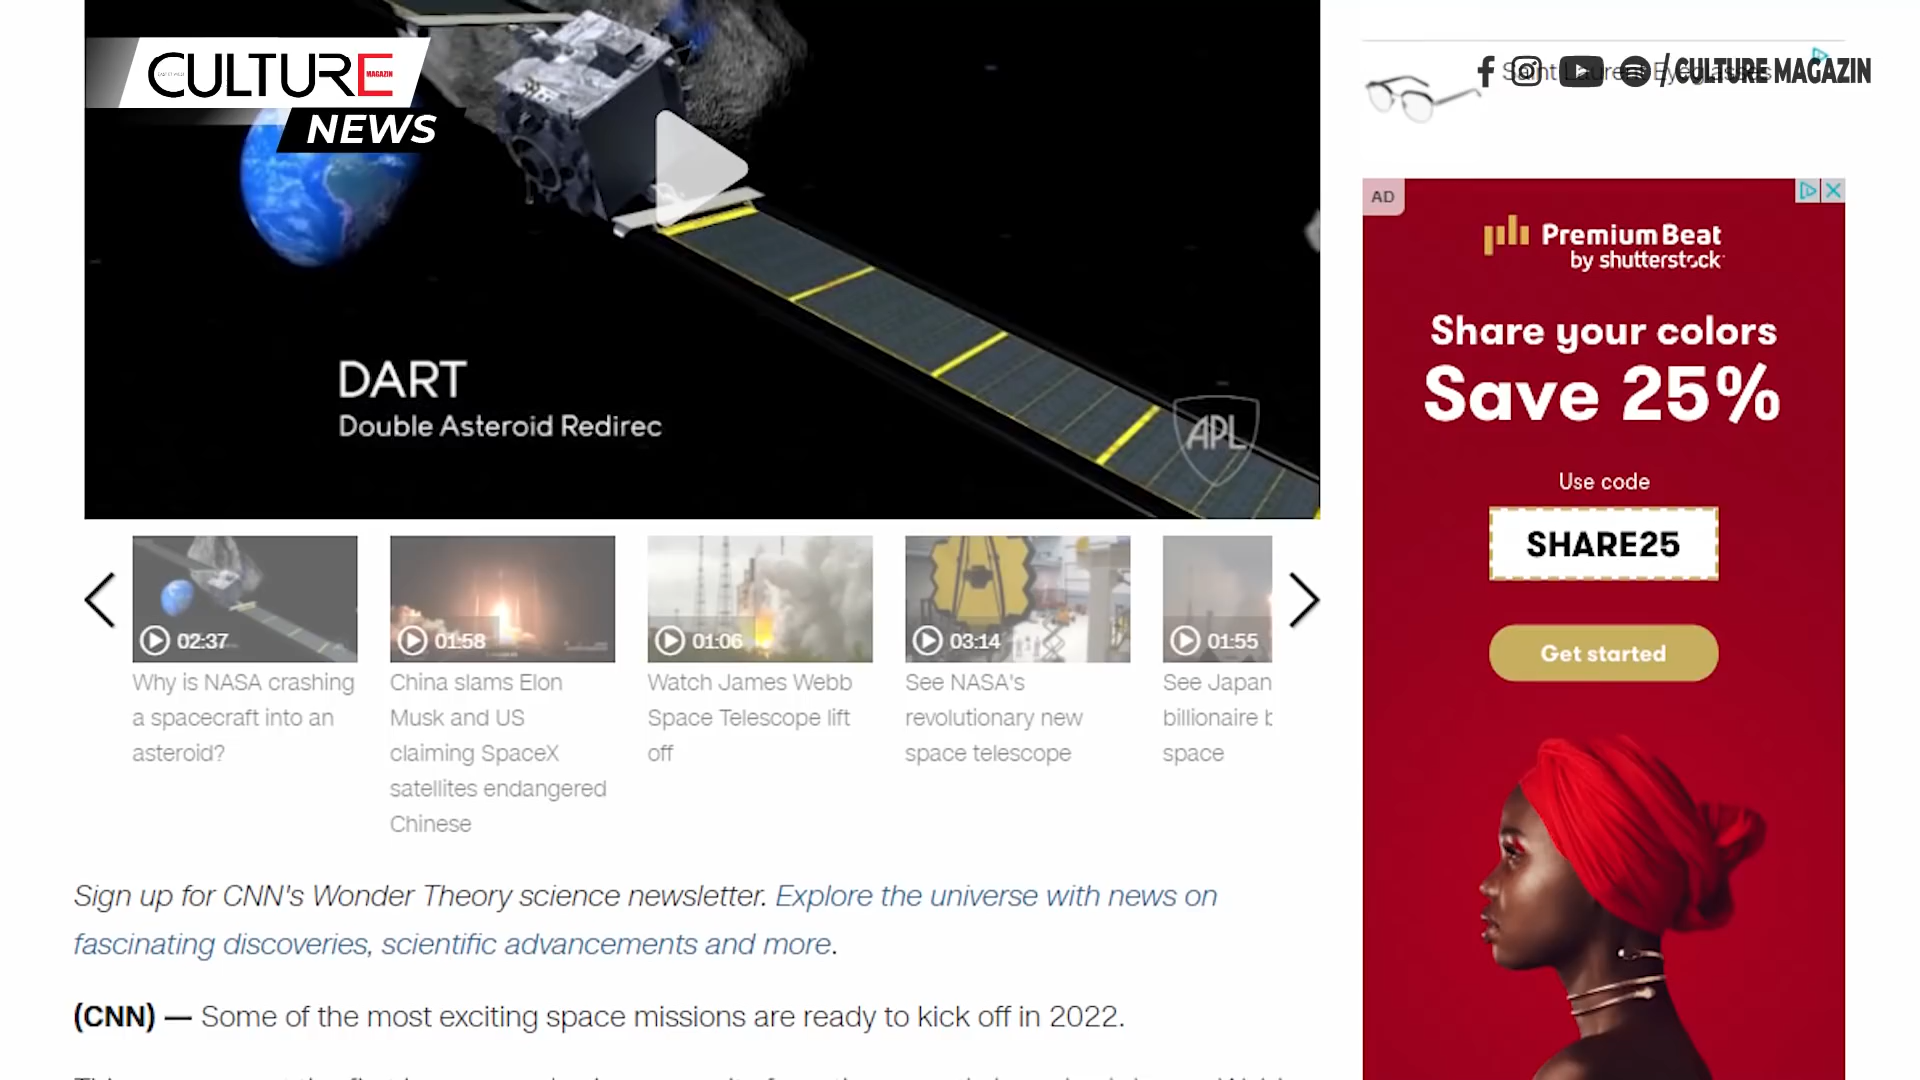 CULTURE
MAGAZIN
NEWS
/ CULTURE MAGAZIN
Saint Laurent Eyeglasses
DART
Double Asteroid Redirec
APL
AD
PremiumBeat
by shutterstock
Share your colors
Save 25%
Use code
SHARE25
Get started
02:37
01:58
01:06
03:14
01:55
Why is NASA crashing
a spacecraft into an
asteroid?
China slams Elon
Musk and US
claiming SpaceX
satellites endangered
Chinese
Watch James Webb
Space Telescope lift
off
See NASA's
revolutionary new
space telescope
See Japan
billionaire b
space
Sign up for CNN's Wonder Theory science newsletter. Explore the universe with news on
fascinating discoveries, scientific advancements and more.
(CNN) — Some of the most exciting space missions are ready to kick off in 2022.